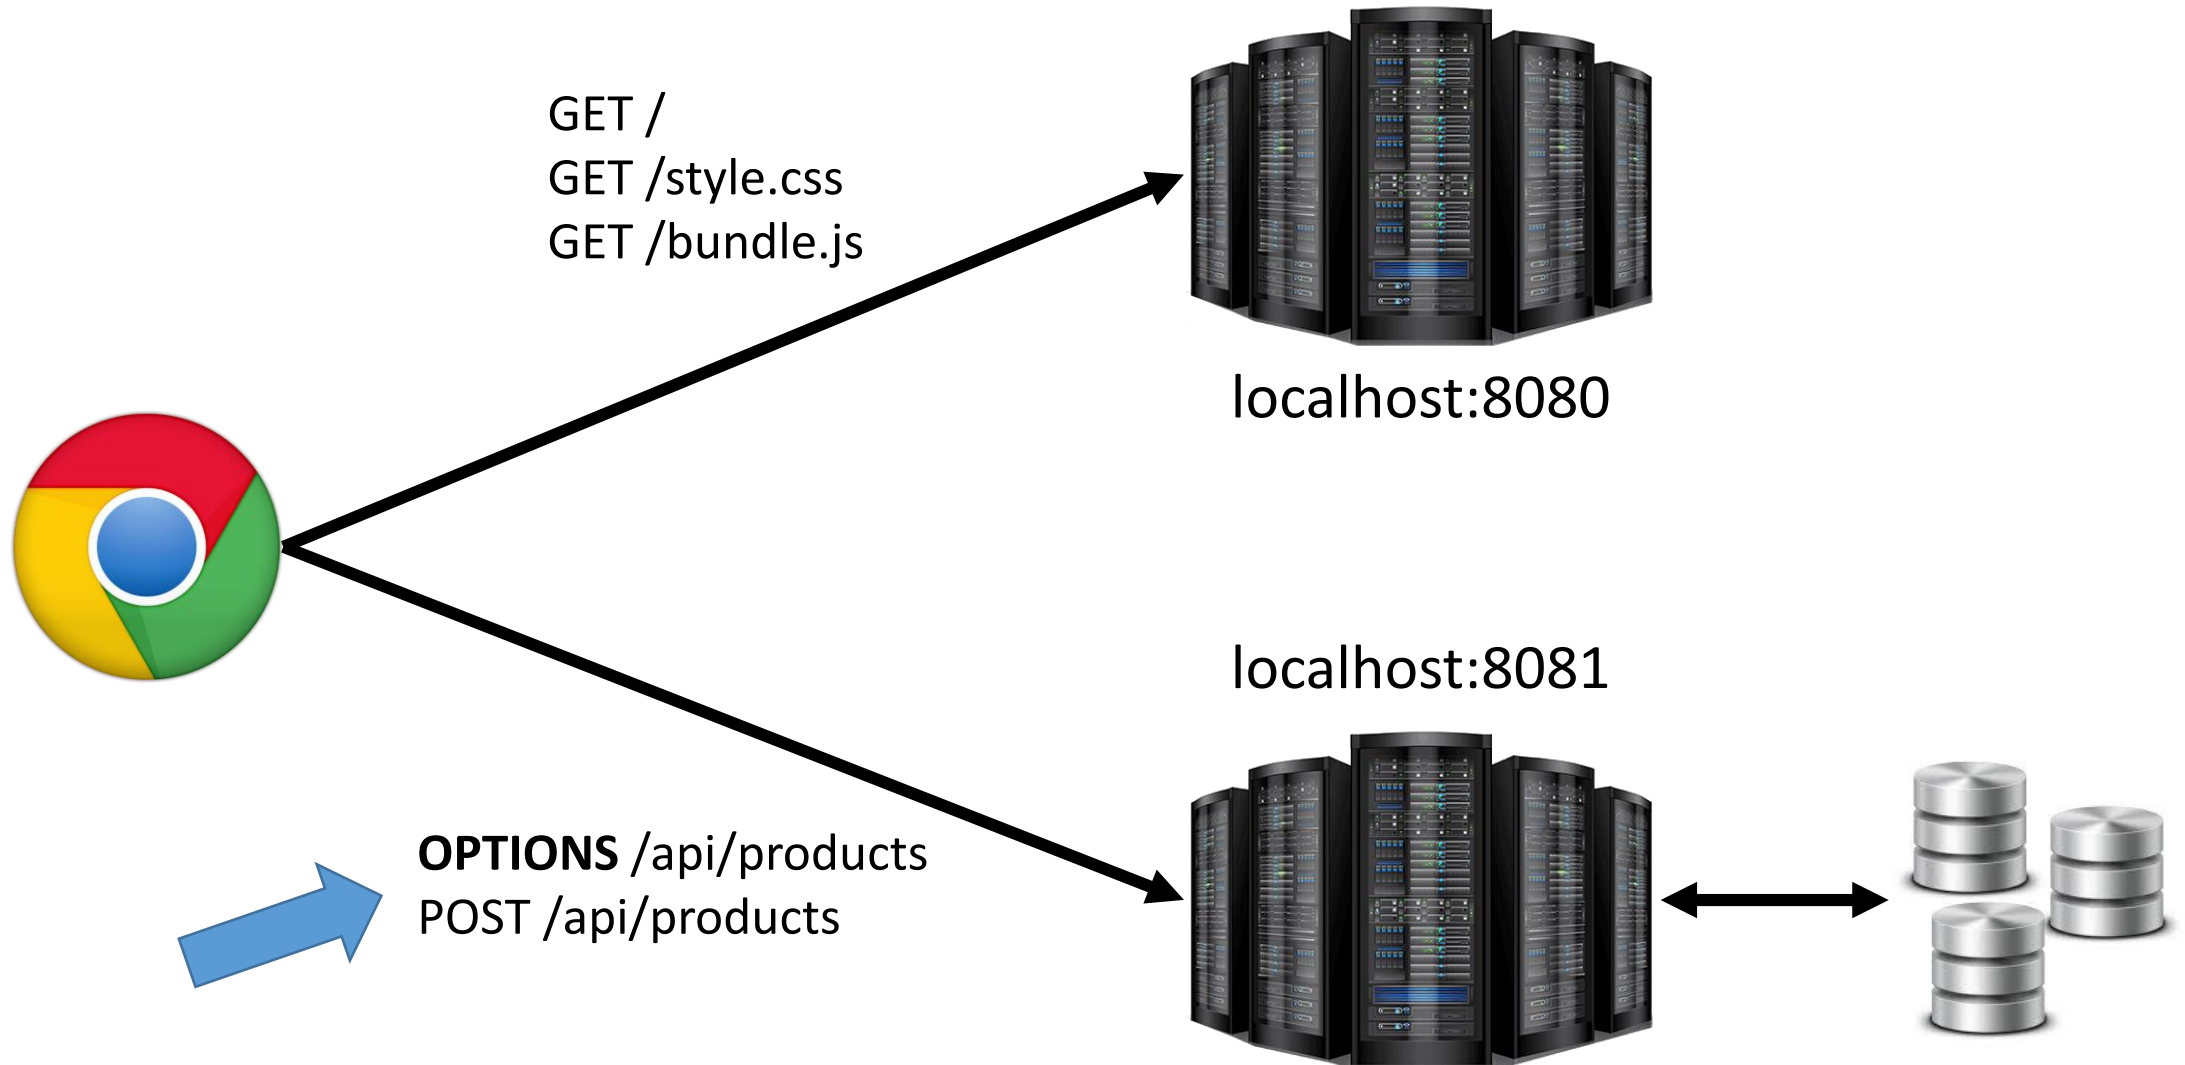 GET /
GET /style.css
GET /bundle.js
localhost:8080
localhost:8081
OPTIONS /api/products
POST /api/products